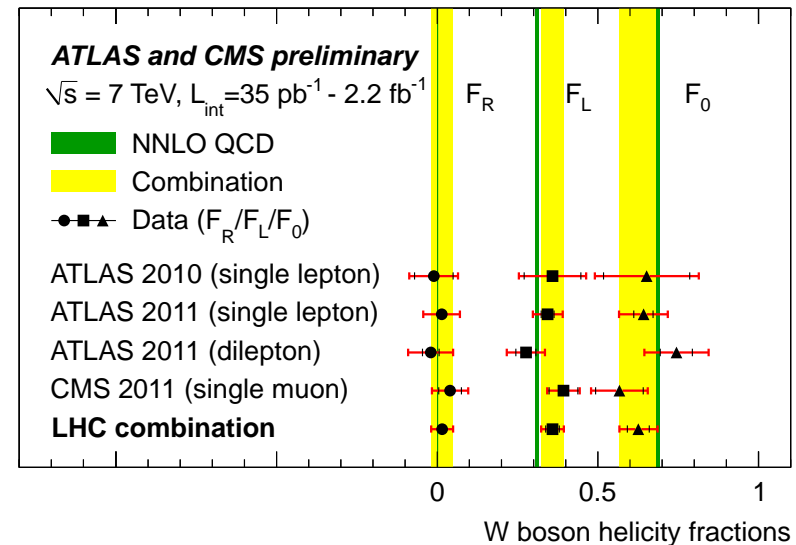 ATLAS and CMS preliminary
√s = 7 TeV, L_int=35 pb^-1 - 2.2 fb^-1
F_R F_L F_0
NNLO QCD
Combination
Data (F_R/F_L/F_0)
ATLAS 2010 (single lepton)
ATLAS 2011 (single lepton)
ATLAS 2011 (dilepton)
CMS 2011 (single muon)
LHC combination
0 0.5 1
W boson helicity fractions